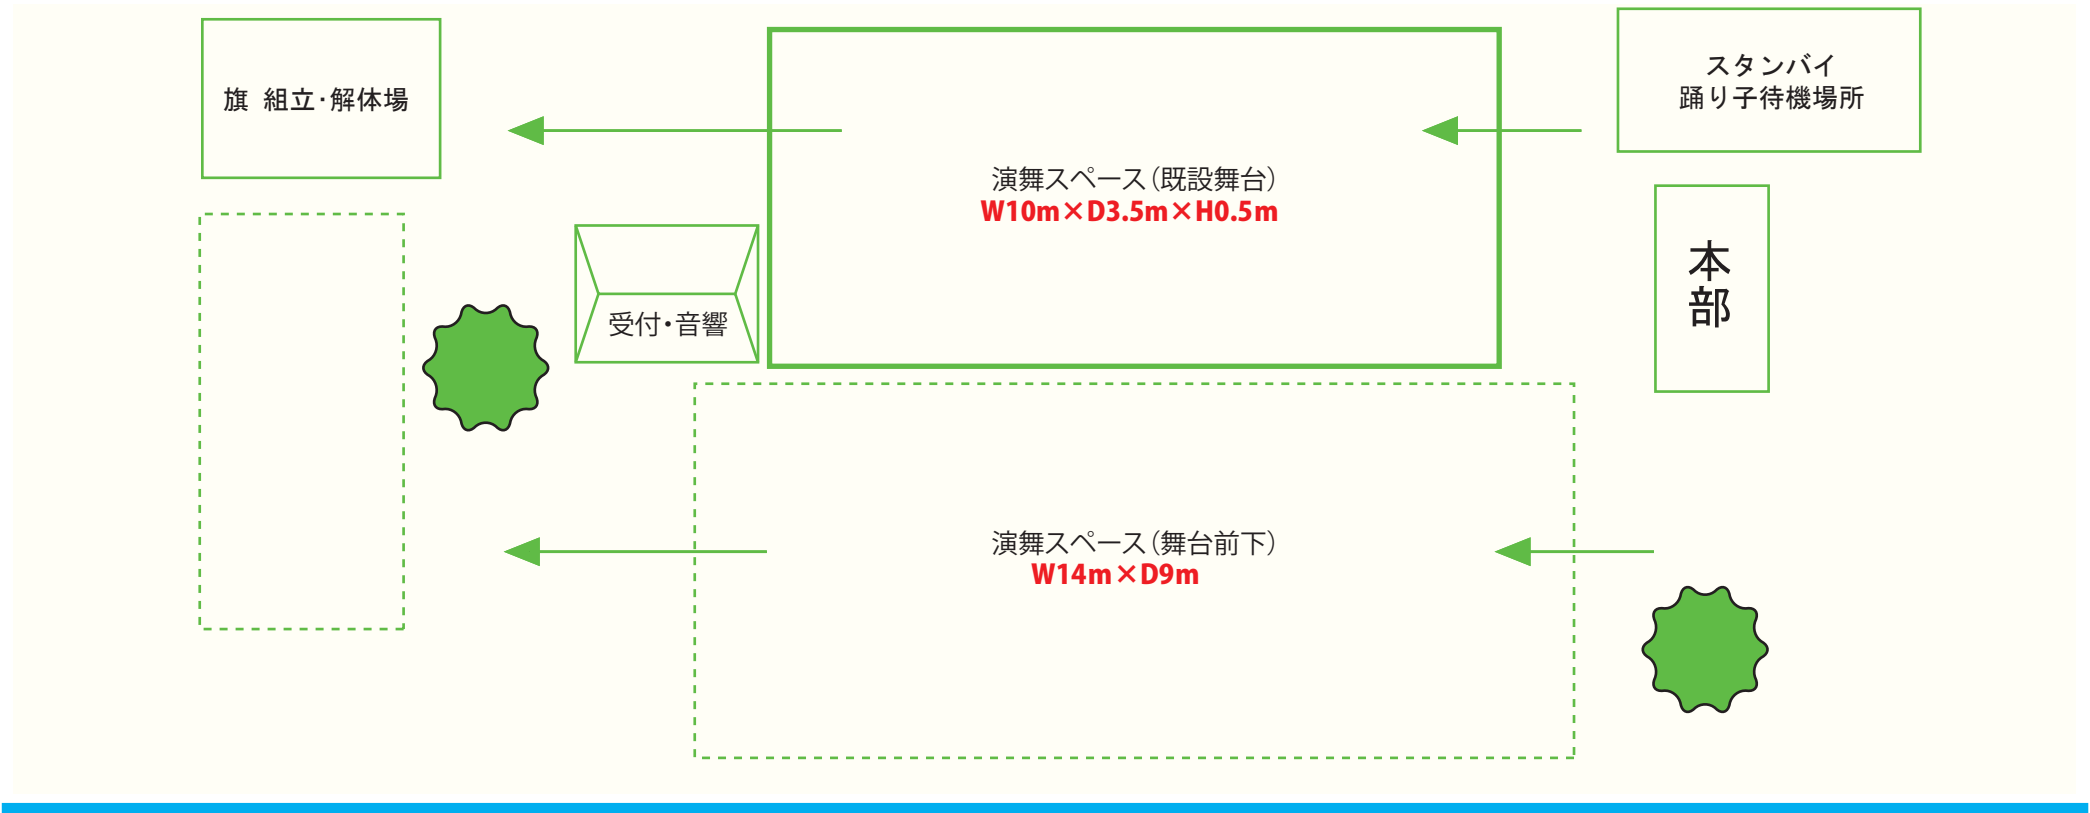 旗 組立・解体場
スタンバイ
踊り子待機場所
演舞スペース（既設舞台）
W10m×D3.5m×H0.5m
本部
受付・音響
演舞スペース（舞台前下）
W14m×D9m